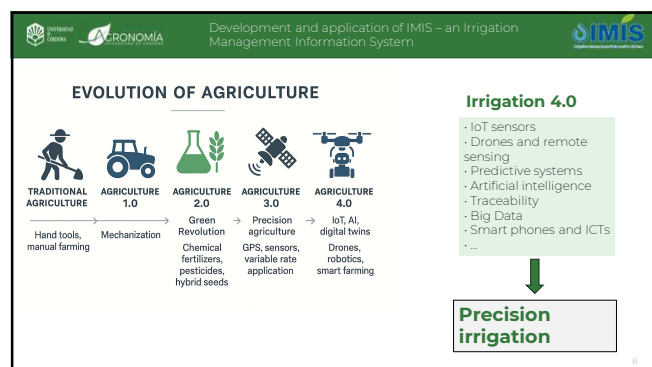 UNIVERSIDAD
DE
CÓRDOBA
AGRONOMÍA
Development and application of IMIS – an Irrigation
Management Information System
IMIS
EVOLUTION OF AGRICULTURE
TRADITIONAL
AGRICULTURE
Hand tools,
manual farming
AGRICULTURE
1.0
Mechanization
AGRICULTURE
2.0
Green
Revolution
Chemical
fertilizers,
pesticides,
hybrid seeds
AGRICULTURE
3.0
Precision
agriculture
GPS, sensors,
variable rate
application
AGRICULTURE
4.0
IoT, AI,
digital twins
Drones,
robotics,
smart farming
Irrigation 4.0
• IoT sensors
• Drones and remote
sensing
• Predictive systems
• Artificial intelligence
• Traceability
• Big Data
• Smart phones and ICTs
• ...
Precision
irrigation
8